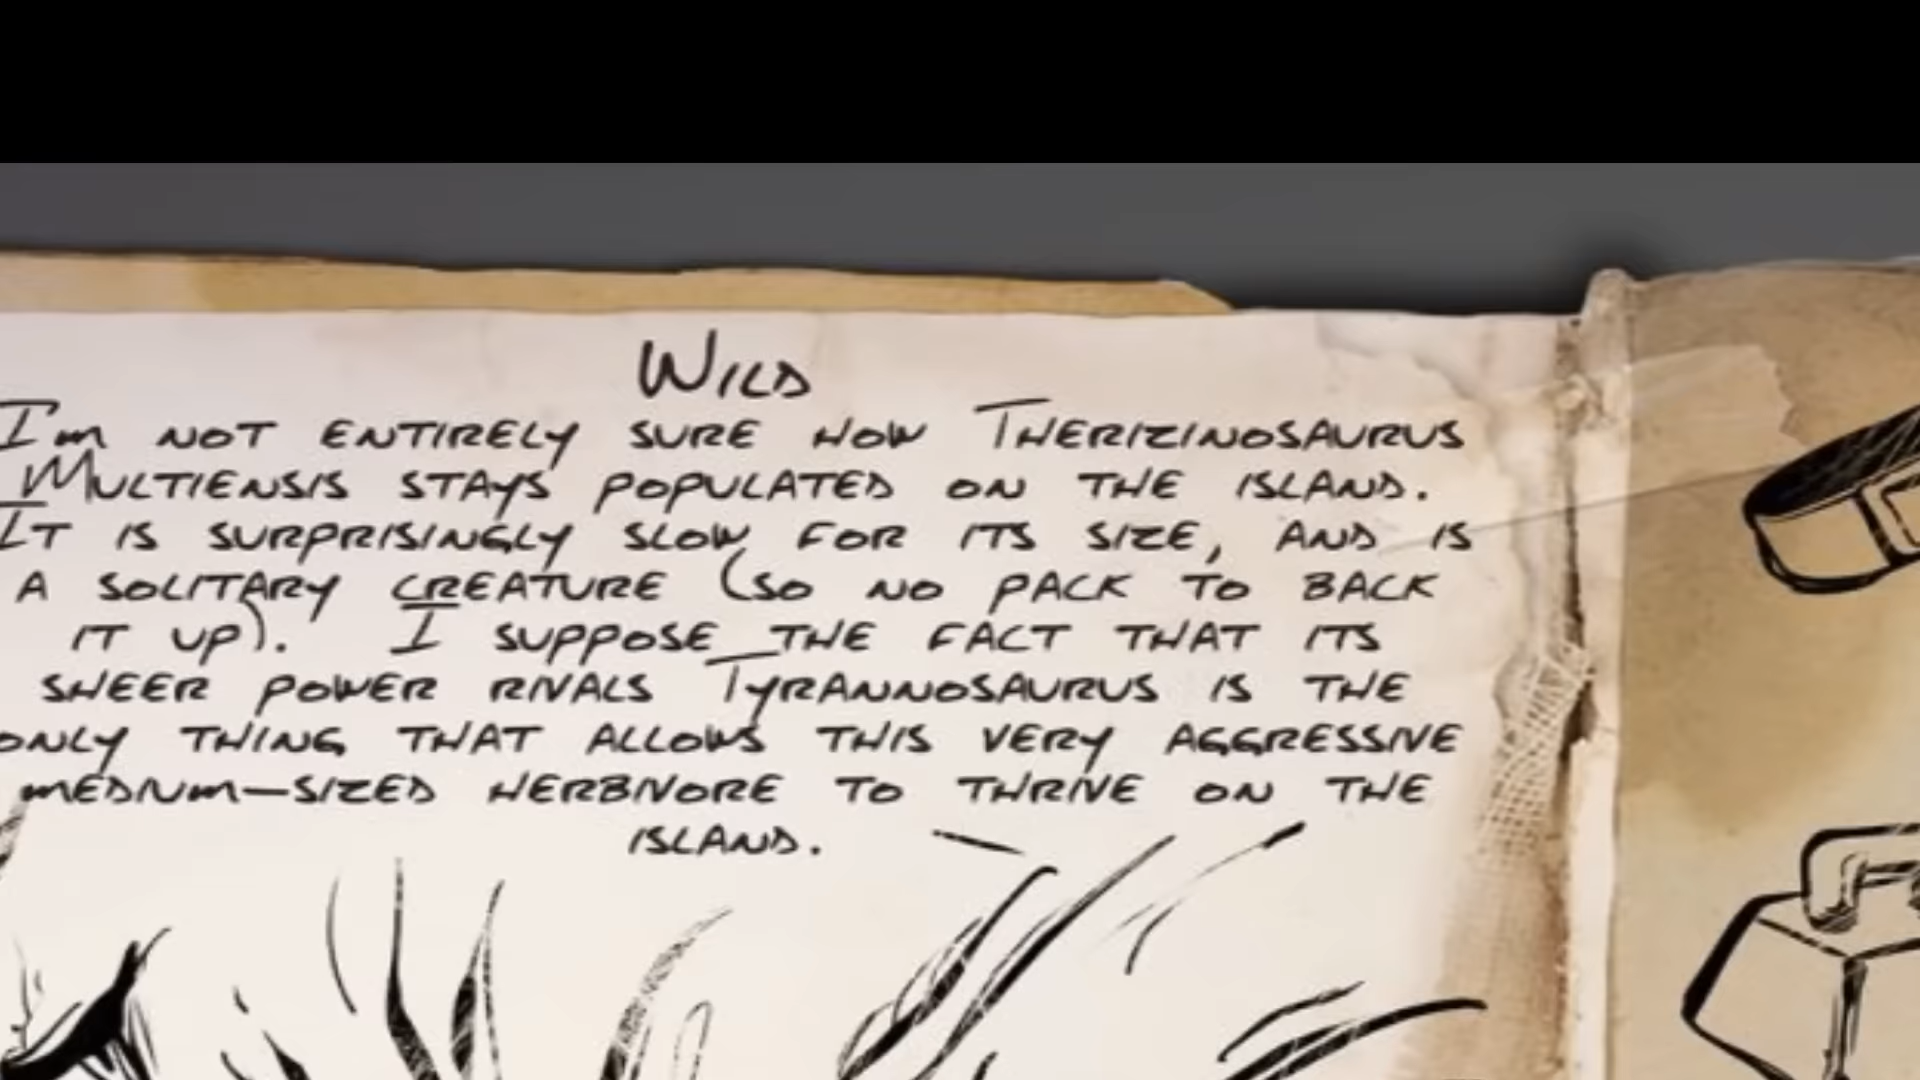 Wild
I'm not entirely sure how Therizinosaurus
Multiensis stays populated on the island.
It is surprisingly slow for its size, and is
a solitary creature (so no pack to back
it up). I suppose the fact that its
sheer power rivals Tyrannosaurus is the
only thing that allows this very aggressive
medium-sized herbivore to thrive on the
island.